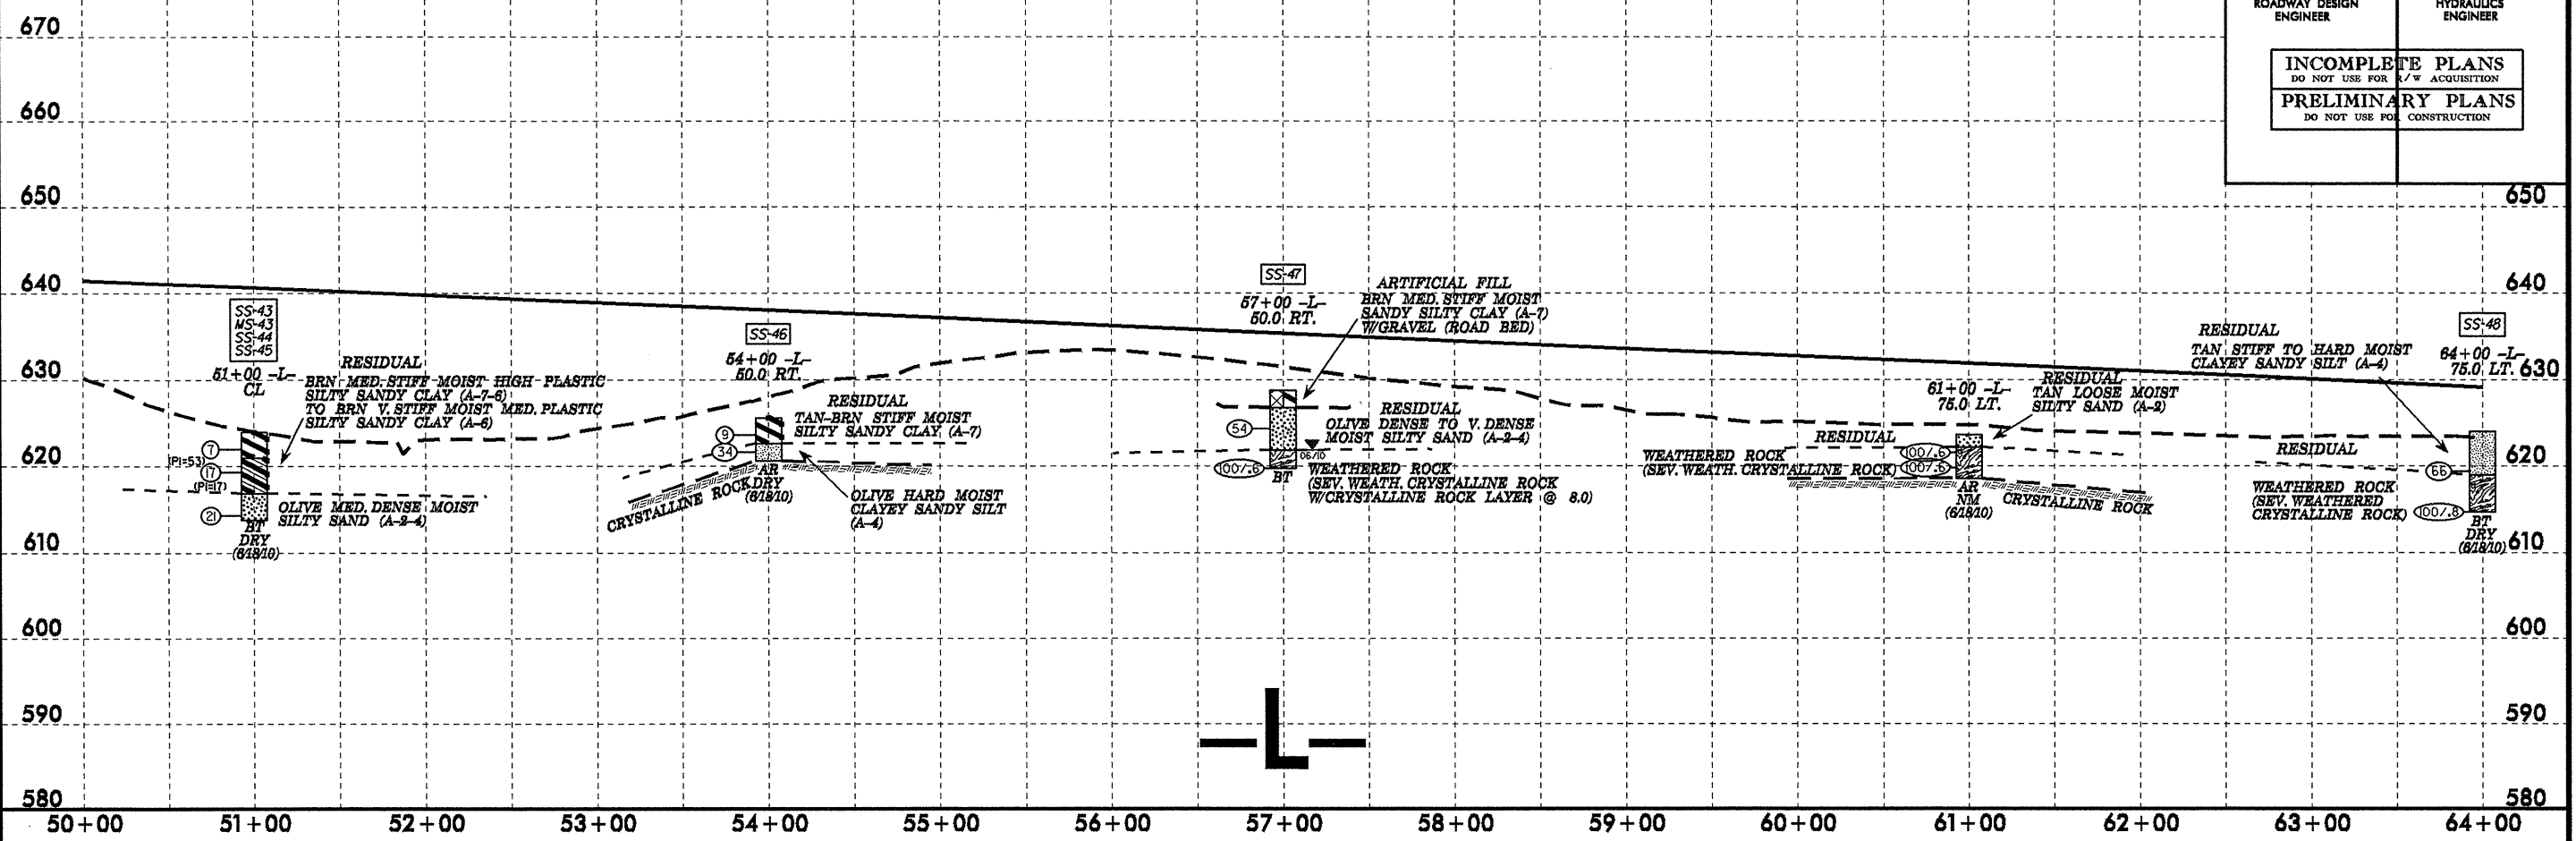 ROADWAY DESIGN
ENGINEER
HYDRAULICS
ENGINEER
INCOMPLETE PLANS
DO NOT USE FOR R/W ACQUISITION
PRELIMINARY PLANS
DO NOT USE FOR CONSTRUCTION
670
660
650
650
640
640
630
630
620
620
610
610
600
600
590
590
580
580
SS-43
MS-43
SS-44
SS-45
51+00 -L-
CL
RESIDUAL
BRN MED. STIFF MOIST HIGH PLASTIC
SILTY SANDY CLAY (A-7-6)
TO BRN V. STIFF MOIST MED. PLASTIC
SILTY SANDY CLAY (A-6)
7
(PI=53)
17
(PI=17)
21
OLIVE MED. DENSE MOIST
SILTY SAND (A-2-4)
BT
DRY
(6/18/10)
SS-46
54+00 -L-
50.0 RT.
RESIDUAL
TAN-BRN STIFF MOIST
SILTY SANDY CLAY (A-7)
9
34
AR
DRY
(6/18/10)
CRYSTALLINE ROCK
OLIVE HARD MOIST
CLAYEY SANDY SILT
(A-4)
SS-47
57+00 -L-
50.0 RT.
ARTIFICIAL FILL
BRN MED. STIFF MOIST
SANDY SILTY CLAY (A-7)
W/GRAVEL (ROAD BED)
RESIDUAL
OLIVE DENSE TO V. DENSE
MOIST SILTY SAND (A-2-4)
54
06/10
100/.6
BT
WEATHERED ROCK
(SEV. WEATH. CRYSTALLINE ROCK
W/CRYSTALLINE ROCK LAYER @ 8.0)
61+00 -L-
75.0 LT.
RESIDUAL
TAN LOOSE MOIST
SILTY SAND (A-2)
RESIDUAL
WEATHERED ROCK
(SEV. WEATH. CRYSTALLINE ROCK)
100/.6
100/.6
AR
NM
(6/18/10)
CRYSTALLINE ROCK
SS-48
64+00 -L-
75.0 LT.
RESIDUAL
TAN STIFF TO HARD MOIST
CLAYEY SANDY SILT (A-4)
RESIDUAL
66
WEATHERED ROCK
(SEV. WEATHERED
CRYSTALLINE ROCK)
100/.8
BT
DRY
(6/18/10)
L
50+00
51+00
52+00
53+00
54+00
55+00
56+00
57+00
58+00
59+00
60+00
61+00
62+00
63+00
64+00